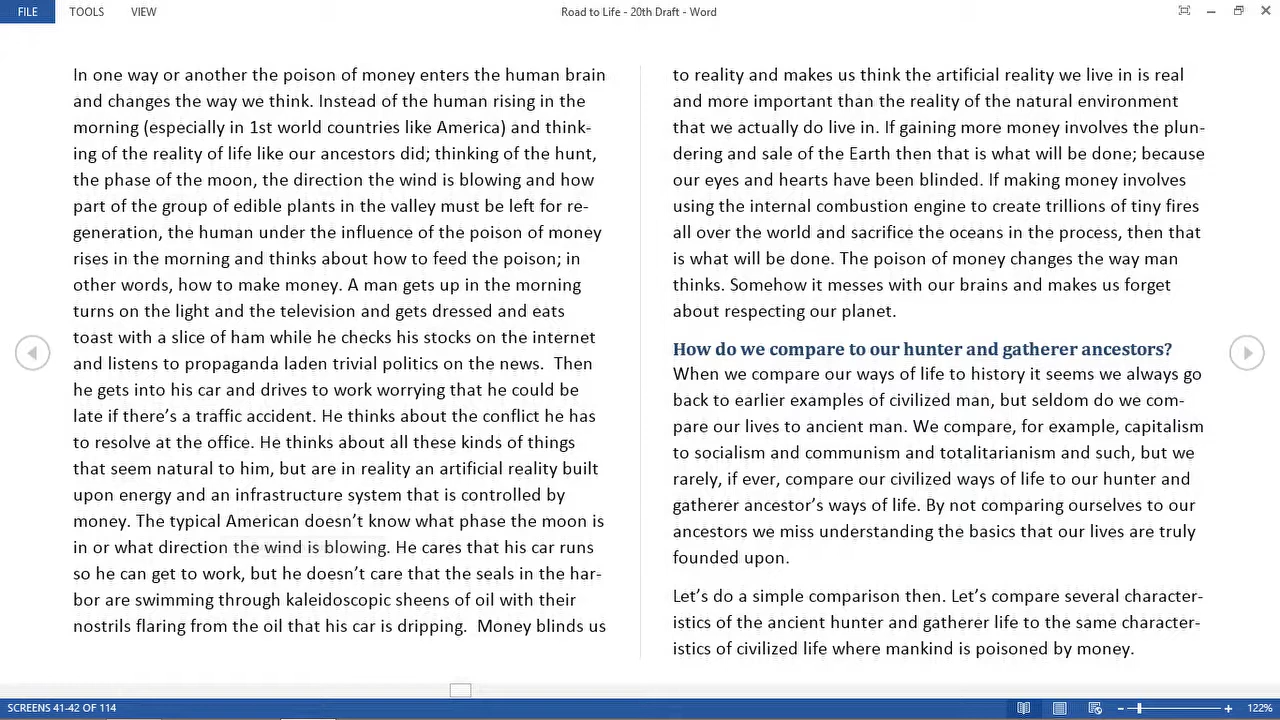 FILE TOOLS VIEW Road to Life - 20th Draft - Word
In one way or another the poison of money enters the human brain
and changes the way we think. Instead of the human rising in the
morning (especially in 1st world countries like America) and think-
ing of the reality of life like our ancestors did; thinking of the hunt,
the phase of the moon, the direction the wind is blowing and how
part of the group of edible plants in the valley must be left for re-
generation, the human under the influence of the poison of money
rises in the morning and thinks about how to feed the poison; in
other words, how to make money. A man gets up in the morning
turns on the light and the television and gets dressed and eats
toast with a slice of ham while he checks his stocks on the internet
and listens to propaganda laden trivial politics on the news.  Then
he gets into his car and drives to work worrying that he could be
late if there's a traffic accident. He thinks about the conflict he has
to resolve at the office. He thinks about all these kinds of things
that seem natural to him, but are in reality an artificial reality built
upon energy and an infrastructure system that is controlled by
money. The typical American doesn't know what phase the moon is
in or what direction the wind is blowing. He cares that his car runs
so he can get to work, but he doesn't care that the seals in the har-
bor are swimming through kaleidoscopic sheens of oil with their
nostrils flaring from the oil that his car is dripping.  Money blinds us
to reality and makes us think the artificial reality we live in is real
and more important than the reality of the natural environment
that we actually do live in. If gaining more money involves the plun-
dering and sale of the Earth then that is what will be done; because
our eyes and hearts have been blinded. If making money involves
using the internal combustion engine to create trillions of tiny fires
all over the world and sacrifice the oceans in the process, then that
is what will be done. The poison of money changes the way man
thinks. Somehow it messes with our brains and makes us forget
about respecting our planet.
How do we compare to our hunter and gatherer ancestors?
When we compare our ways of life to history it seems we always go
back to earlier examples of civilized man, but seldom do we com-
pare our lives to ancient man. We compare, for example, capitalism
to socialism and communism and totalitarianism and such, but we
rarely, if ever, compare our civilized ways of life to our hunter and
gatherer ancestor's ways of life. By not comparing ourselves to our
ancestors we miss understanding the basics that our lives are truly
founded upon.
Let's do a simple comparison then. Let's compare several character-
istics of the ancient hunter and gatherer life to the same character-
istics of civilized life where mankind is poisoned by money.
SCREENS 41-42 OF 114 122%